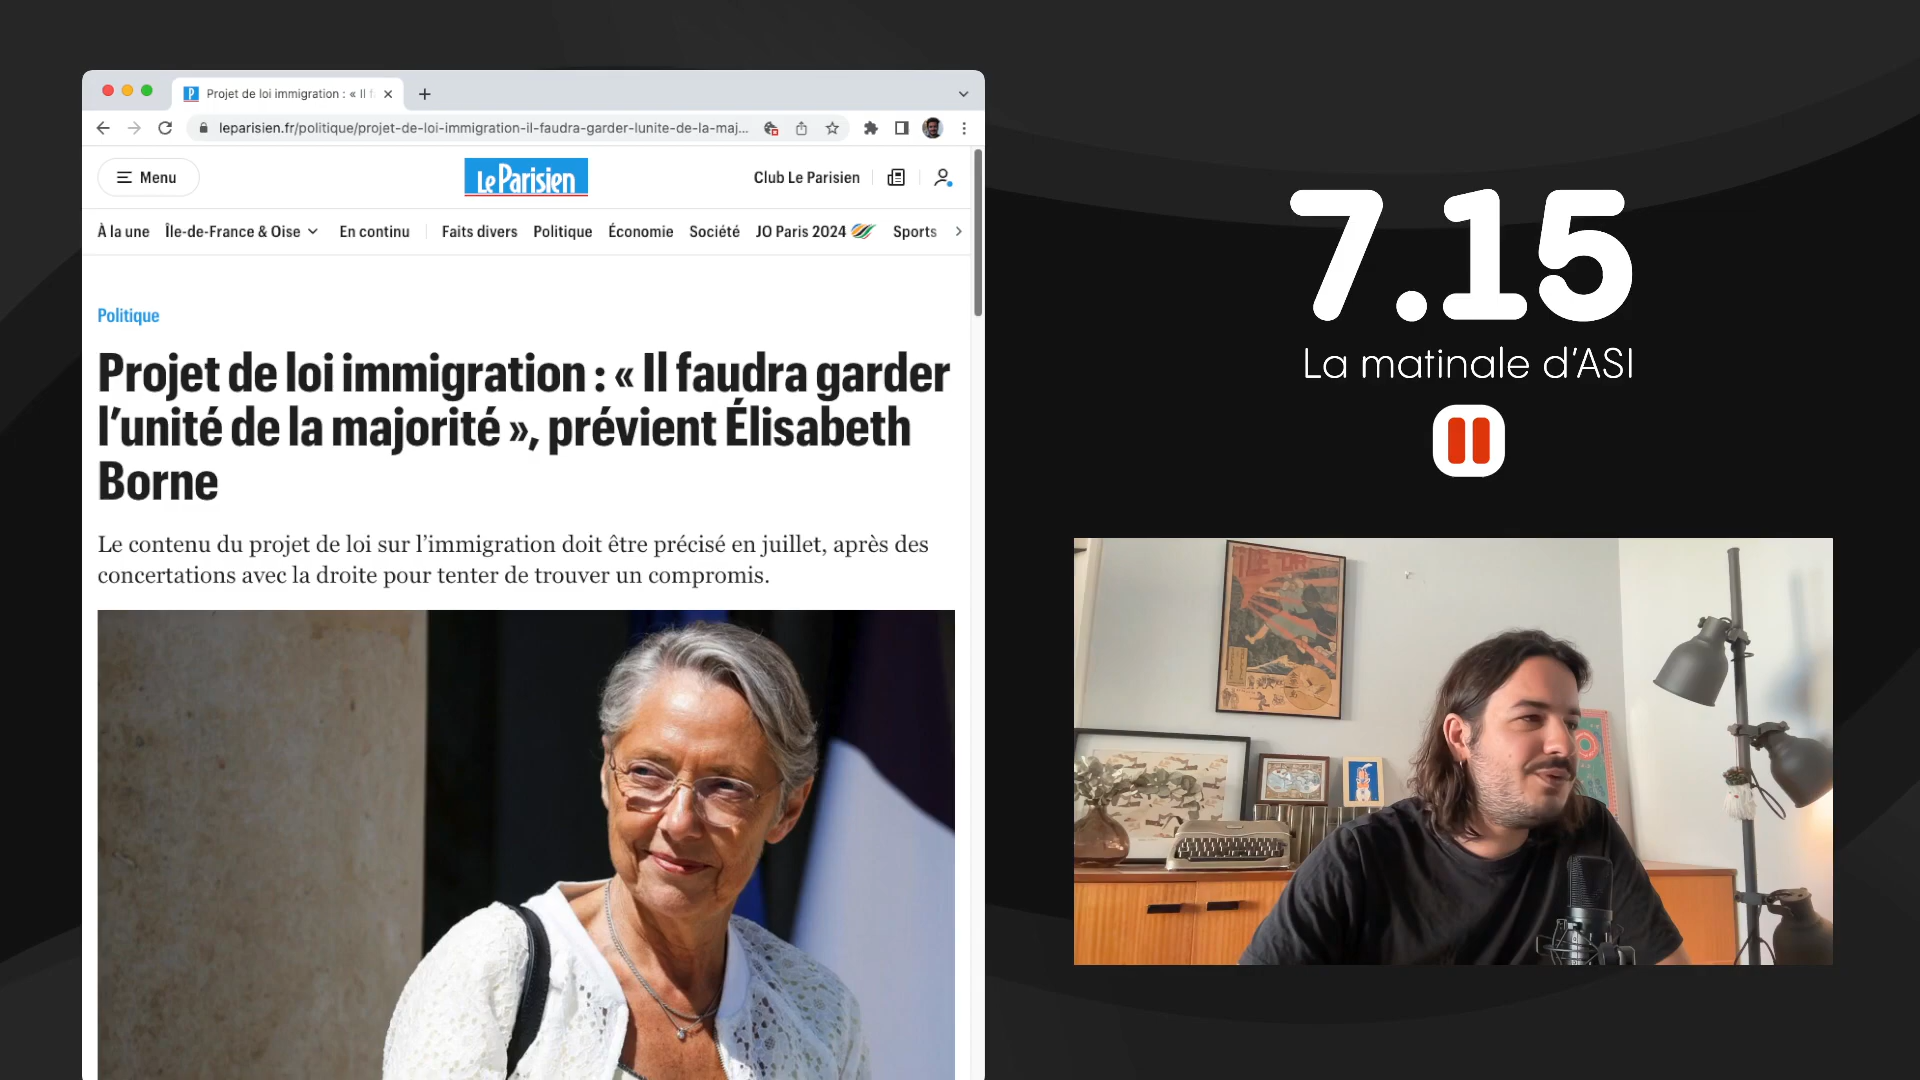 Projet de loi immigration : « Il f
leparisien.fr/politique/projet-de-loi-immigration-il-faudra-garder-lunite-de-la-maj...
Menu
Le Parisien
Club Le Parisien
À la une Île-de-France & Oise En continu Faits divers Politique Économie Société JO Paris 2024 Sports
Politique
Projet de loi immigration : « Il faudra garder
l’unité de la majorité », prévient Élisabeth
Borne
Le contenu du projet de loi sur l’immigration doit être précisé en juillet, après des
concertations avec la droite pour tenter de trouver un compromis.
7.15
La matinale d’ASI